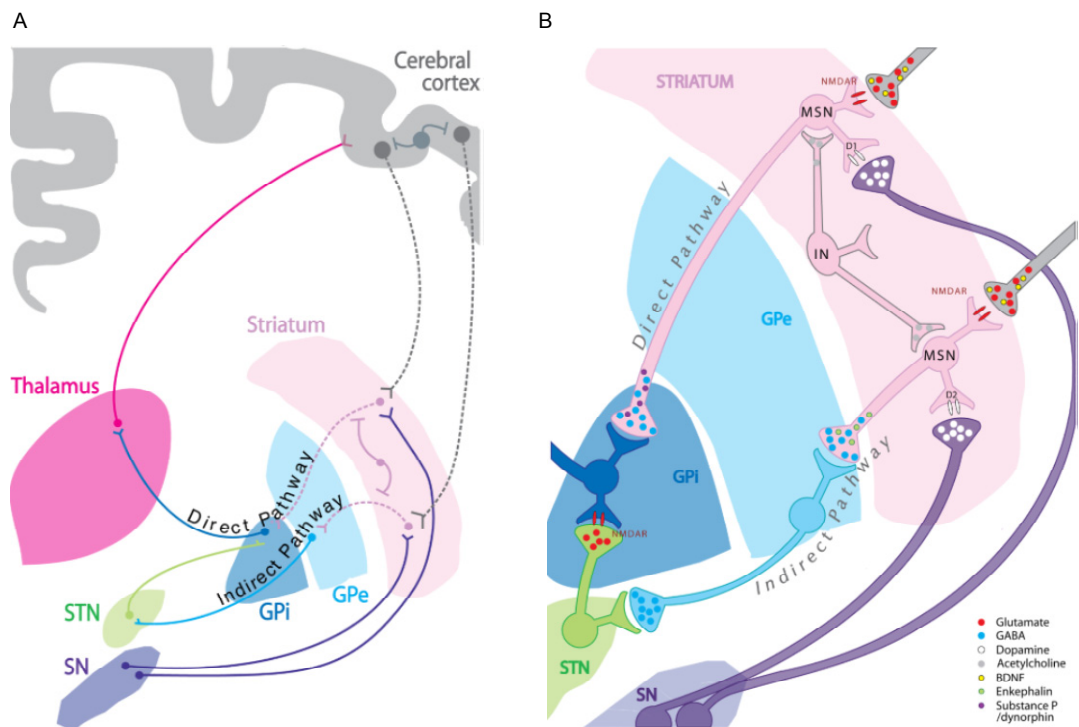 A
Cerebral
cortex
Striatum
Thalamus
Direct Pathway
Indirect Pathway
GPe
GPi
STN
SN
B
STRIATUM
NMDAR
MSN
D1
Direct Pathway
IN
GPe
NMDAR
MSN
D2
GPi
NMDAR
Indirect Pathway
STN
SN
Glutamate
GABA
Dopamine
Acetylcholine
BDNF
Enkephalin
Substance P
/dynorphin